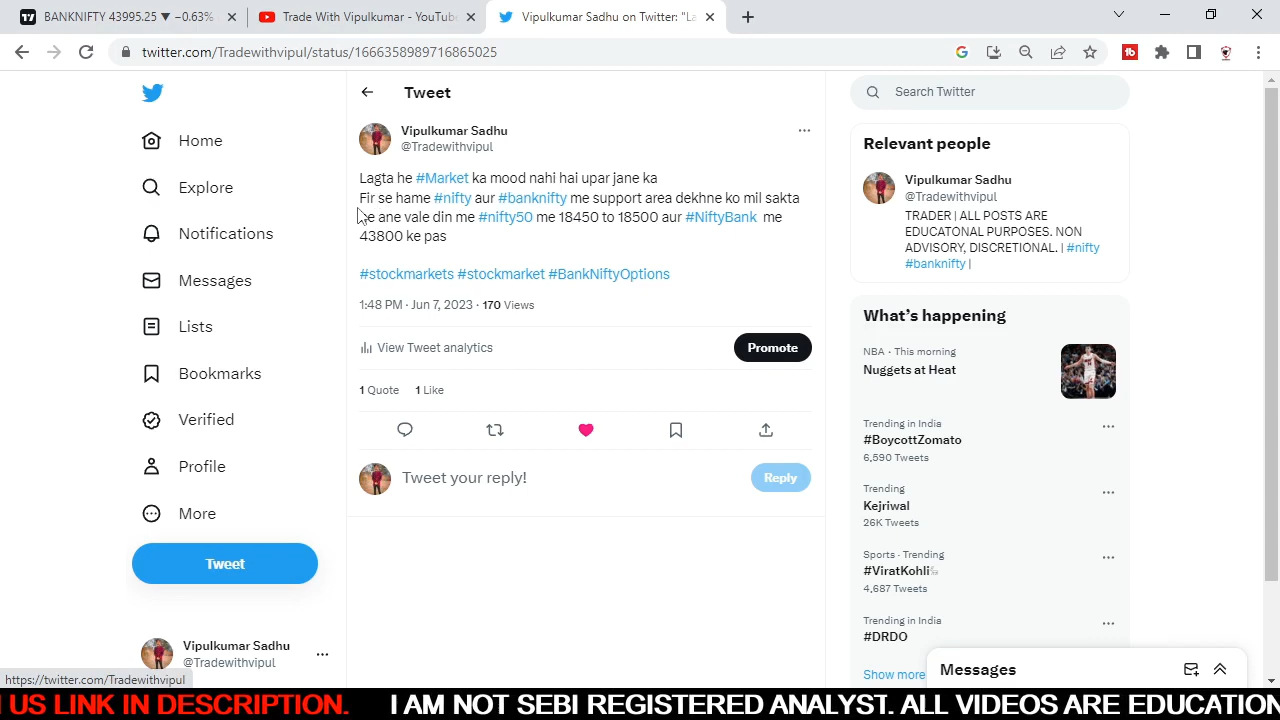 BANKNIFTY 43995.25 ▼ −0.63%
Trade With Vipulkumar - YouTube
Vipulkumar Sadhu on Twitter: "La
twitter.com/Tradewithvipul/status/1666358989716865025
Home
Explore
Notifications
Messages
Lists
Bookmarks
Verified
Profile
More
Tweet
Vipulkumar Sadhu
@Tradewithvipul
https://twitter.com/Tradewithvipul
Tweet
Vipulkumar Sadhu
@Tradewithvipul
Lagta he #Market ka mood nahi hai upar jane ka
Fir se hame #nifty aur #banknifty me support area dekhne ko mil sakta
ane vale din me #nifty50 me 18450 to 18500 aur #NiftyBank me
43800 ke pas
#stockmarkets #stockmarket #BankNiftyOptions
1:48 PM · Jun 7, 2023 · 170 Views
View Tweet analytics
Promote
1 Quote 1 Like
Tweet your reply!
Reply
Search Twitter
Relevant people
Vipulkumar Sadhu
@Tradewithvipul
TRADER | ALL POSTS ARE
EDUCATONAL PURPOSES. NON
ADVISORY, DISCRETIONAL. | #nifty
#banknifty |
What's happening
NBA · This morning
Nuggets at Heat
Trending in India
#BoycottZomato
6,590 Tweets
Trending
Kejriwal
26K Tweets
Sports · Trending
#ViratKohli
4,687 Tweets
Trending in India
#DRDO
Show more
Messages
US LINK IN DESCRIPTION. I AM NOT SEBI REGISTERED ANALYST. ALL VIDEOS ARE EDUCATION